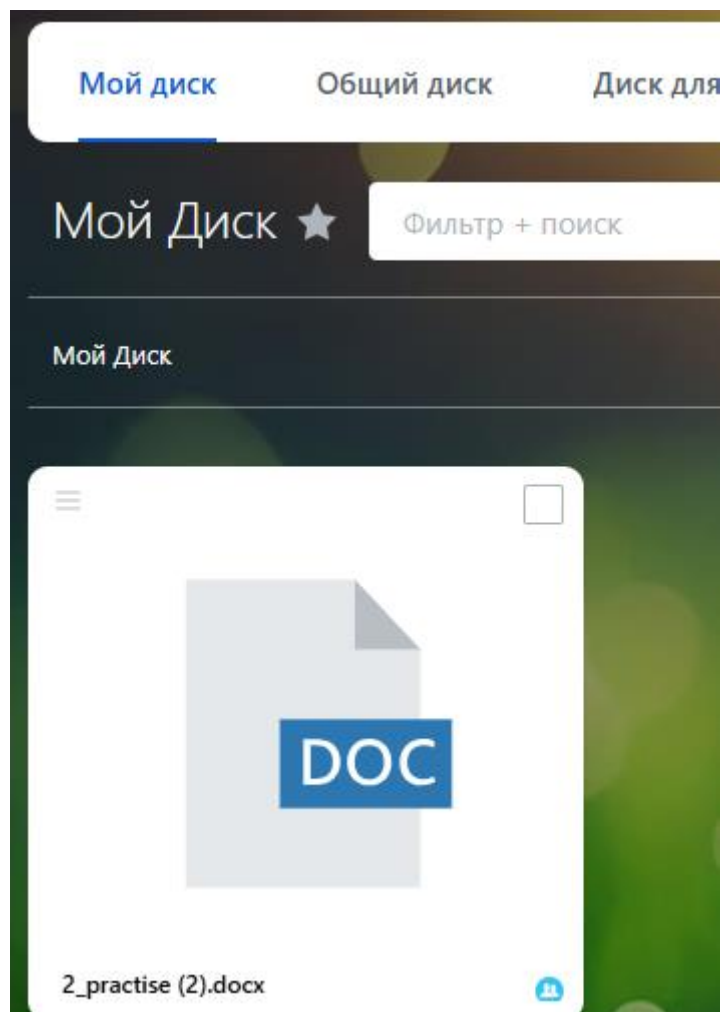 Мой диск Общий диск Диск для
Мой Диск Фильтр + поиск
Мой Диск
DOC
2_practise (2).docx